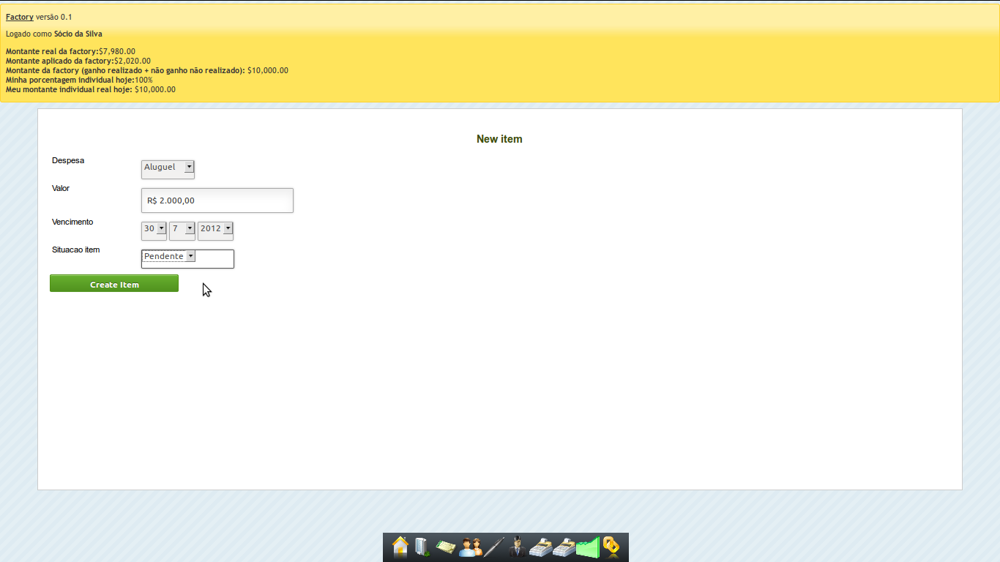 Factory versão 0.1
Logado como Sócio da Silva
Montante real da factory:$7,980.00
Montante aplicado da factory:$2,020.00
Montante da factory (ganho realizado + não ganho não realizado): $10,000.00
Minha porcentagem individual hoje:100%
Meu montante individual real hoje: $10,000.00
New item
Despesa Aluguel
Valor R$ 2.000,00
Vencimento 30 7 2012
Situacao item Pendente
Create Item